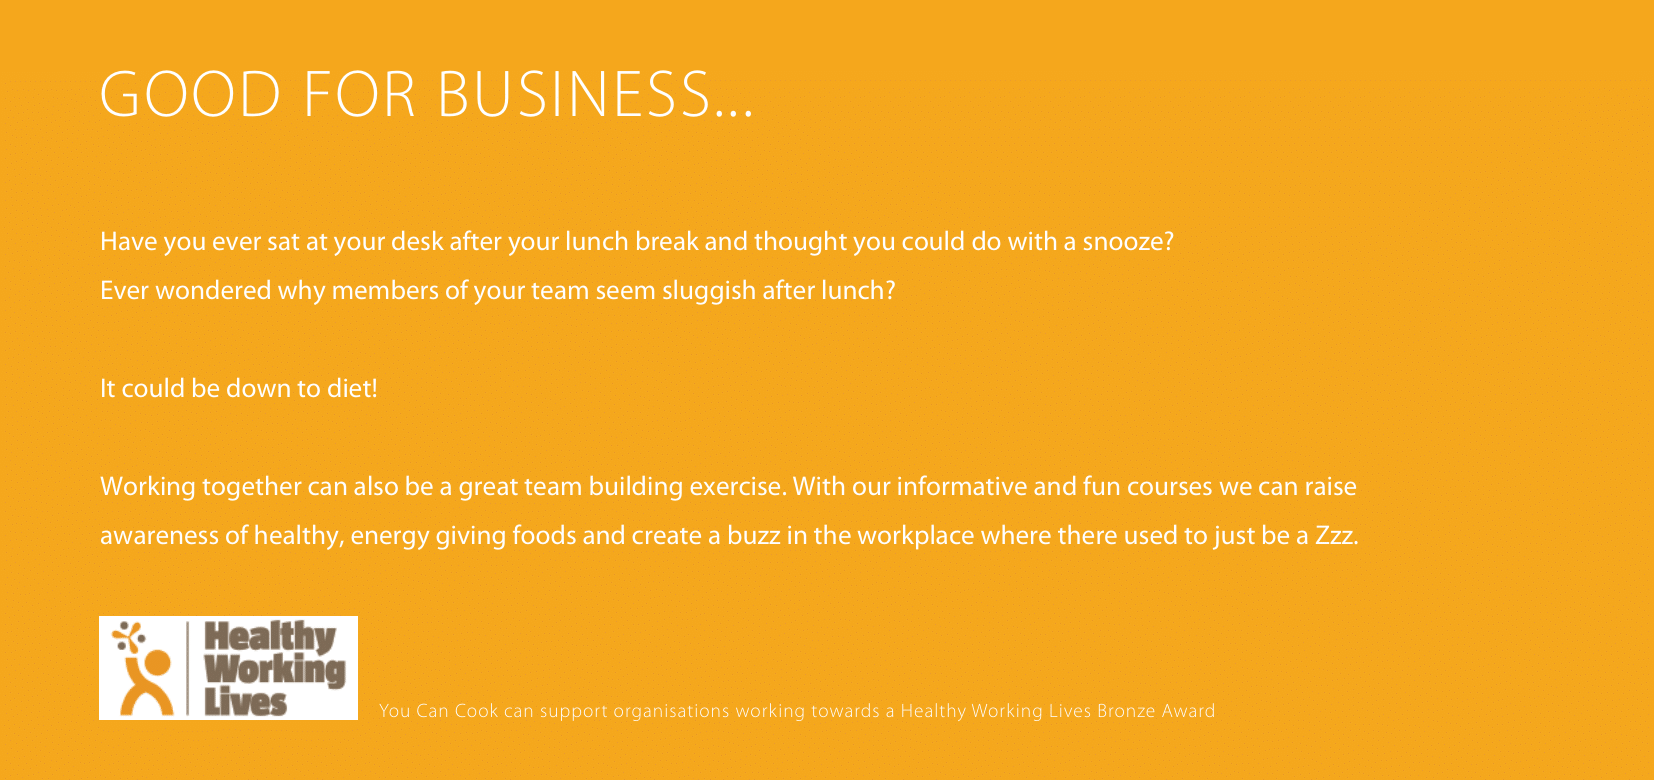 GOOD FOR BUSINESS...
Have you ever sat at your desk after your lunch break and thought you could do with a snooze?
Ever wondered why members of your team seem sluggish after lunch?
It could be down to diet!
Working together can also be a great team building exercise. With our informative and fun courses we can raise
awareness of healthy, energy giving foods and create a buzz in the workplace where there used to just be a Zzz.
Healthy
Working
Lives
You Can Cook can support organisations working towards a Healthy Working Lives Bronze Award